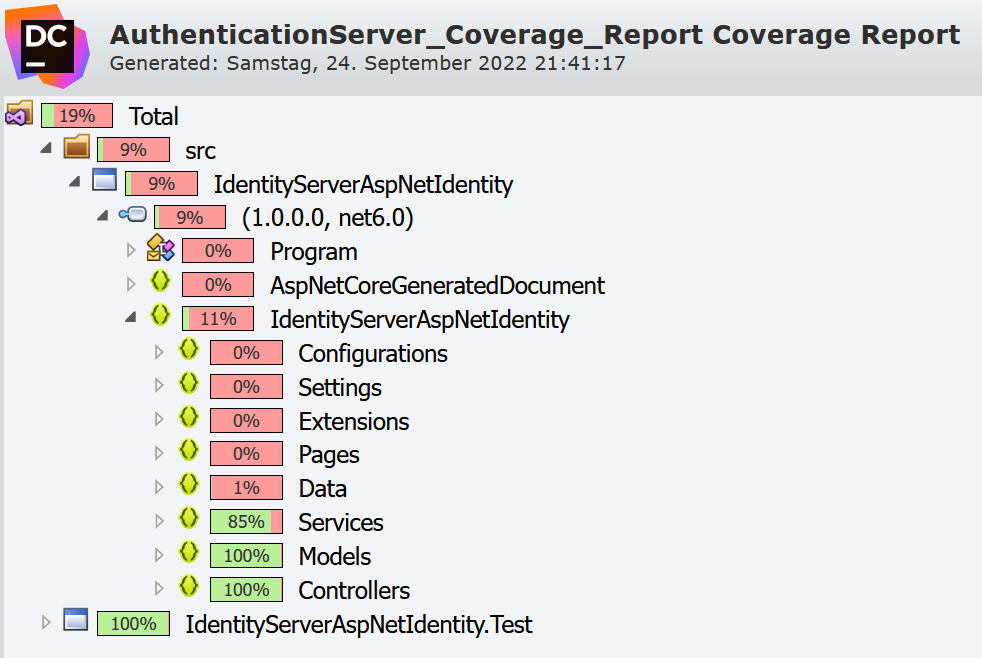 DC
AuthenticationServer_Coverage_Report Coverage Report
Generated: Samstag, 24. September 2022 21:41:17
19% Total
9% src
9% IdentityServerAspNetIdentity
9% (1.0.0.0, net6.0)
0% Program
0% AspNetCoreGeneratedDocument
11% IdentityServerAspNetIdentity
0% Configurations
0% Settings
0% Extensions
0% Pages
1% Data
85% Services
100% Models
100% Controllers
100% IdentityServerAspNetIdentity.Test